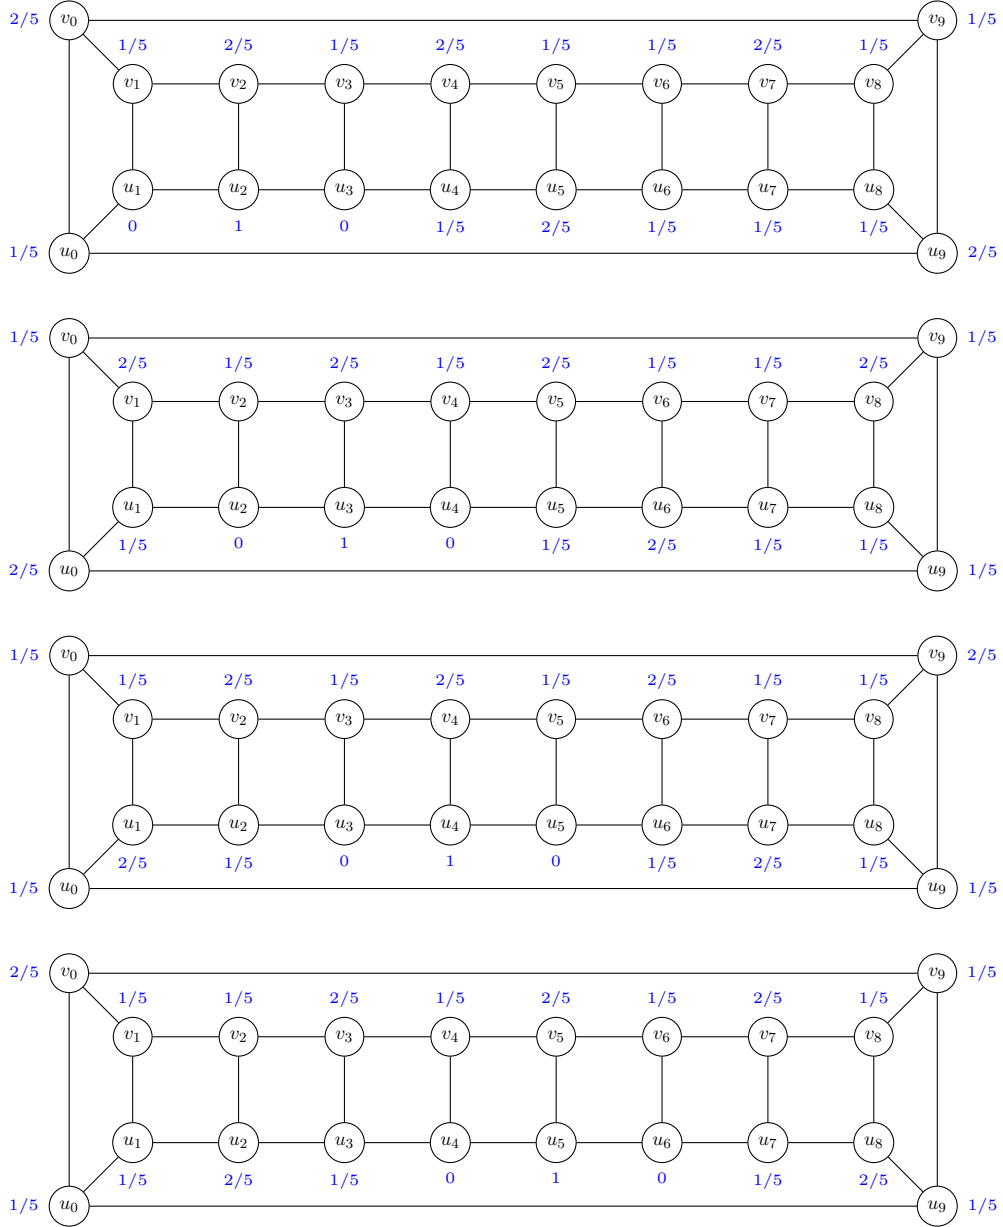 2/5 v₀ v₉ 1/5
1/5 2/5 1/5 2/5 1/5 1/5 2/5 1/5
v₁ v₂ v₃ v₄ v₅ v₆ v₇ v₈
u₁ u₂ u₃ u₄ u₅ u₆ u₇ u₈
0 1 0 1/5 2/5 1/5 1/5 1/5
1/5 u₀ u₉ 2/5
1/5 v₀ v₉ 1/5
2/5 1/5 2/5 1/5 2/5 1/5 1/5 2/5
v₁ v₂ v₃ v₄ v₅ v₆ v₇ v₈
u₁ u₂ u₃ u₄ u₅ u₆ u₇ u₈
1/5 0 1 0 1/5 2/5 1/5 1/5
2/5 u₀ u₉ 1/5
1/5 v₀ v₉ 2/5
1/5 2/5 1/5 2/5 1/5 2/5 1/5 1/5
v₁ v₂ v₃ v₄ v₅ v₆ v₇ v₈
u₁ u₂ u₃ u₄ u₅ u₆ u₇ u₈
2/5 1/5 0 1 0 1/5 2/5 1/5
1/5 u₀ u₉ 1/5
2/5 v₀ v₉ 1/5
1/5 1/5 2/5 1/5 2/5 1/5 2/5 1/5
v₁ v₂ v₃ v₄ v₅ v₆ v₇ v₈
u₁ u₂ u₃ u₄ u₅ u₆ u₇ u₈
1/5 2/5 1/5 0 1 0 1/5 2/5
1/5 u₀ u₉ 1/5